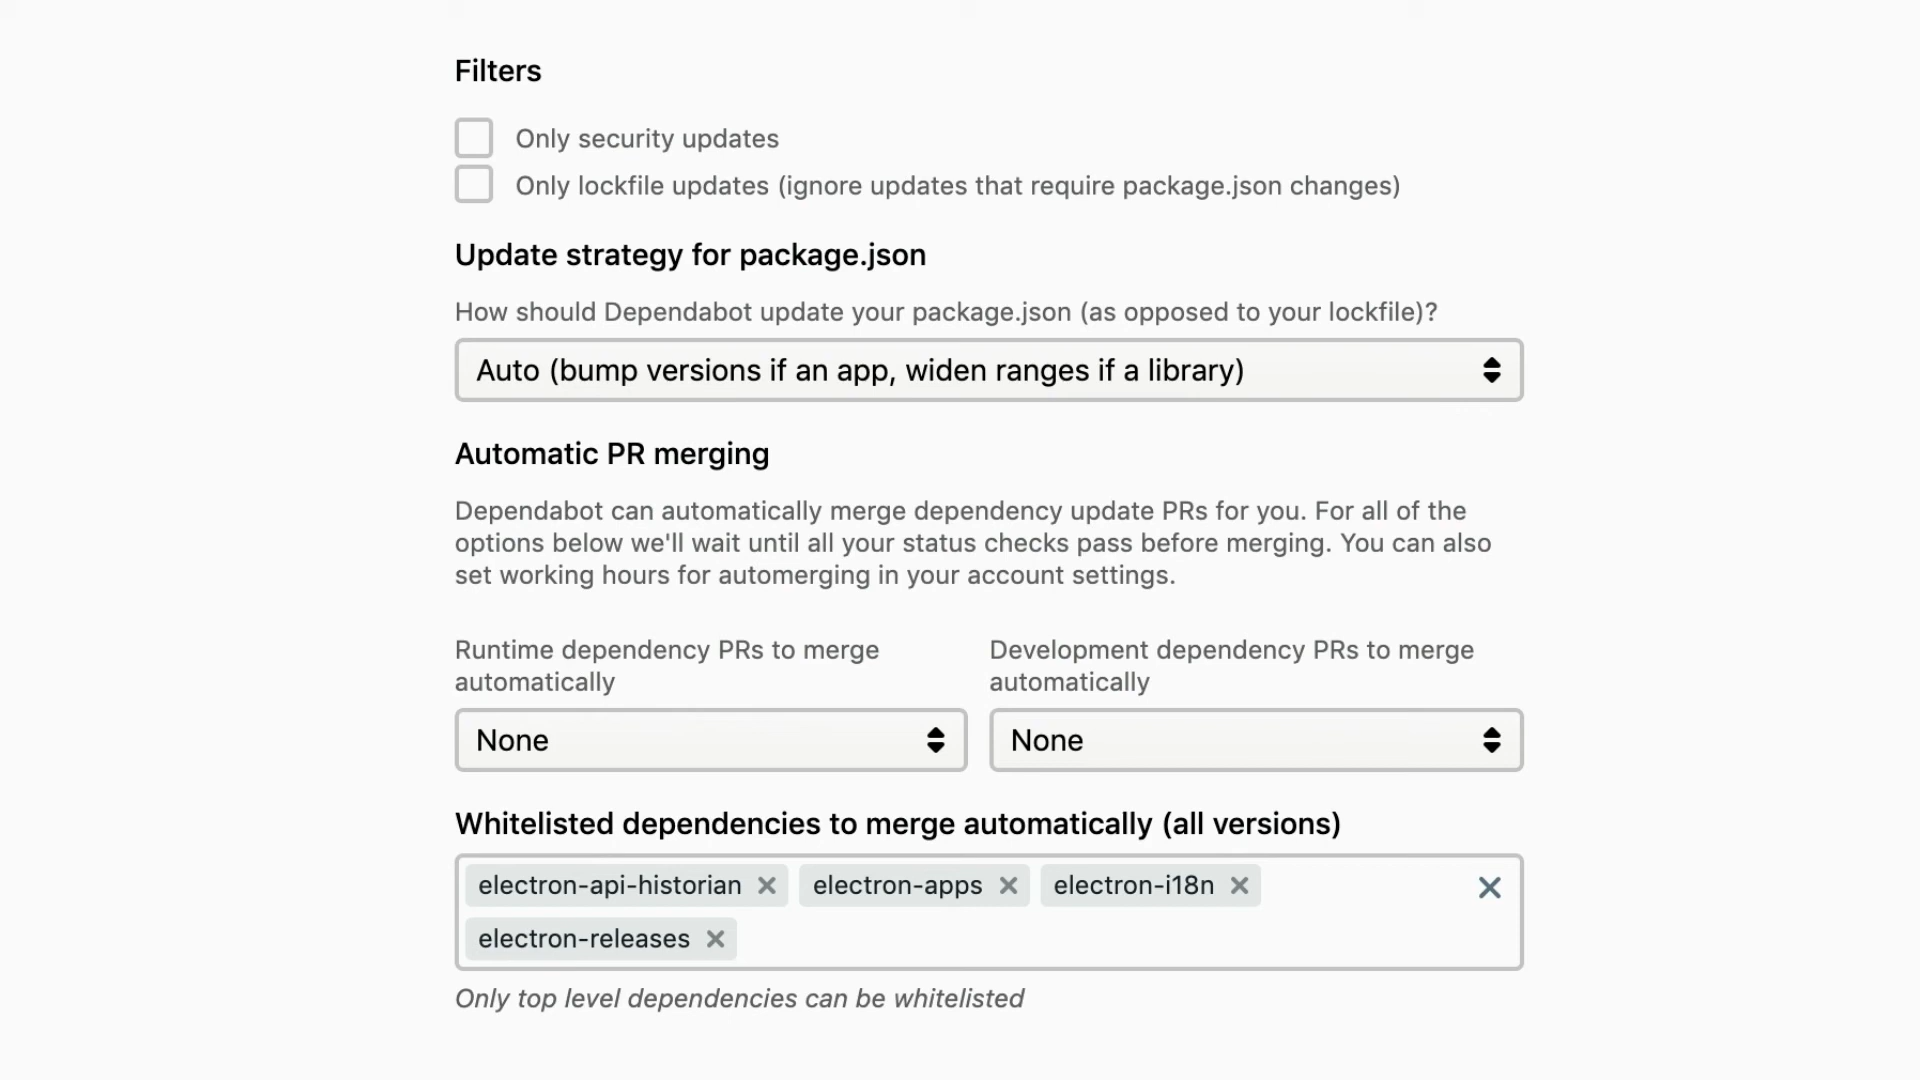 Filters
Only security updates
Only lockfile updates (ignore updates that require package.json changes)
Update strategy for package.json
How should Dependabot update your package.json (as opposed to your lockfile)?
Auto (bump versions if an app, widen ranges if a library)
Automatic PR merging
Dependabot can automatically merge dependency update PRs for you. For all of the
options below we'll wait until all your status checks pass before merging. You can also
set working hours for automerging in your account settings.
Runtime dependency PRs to merge
automatically
None
Development dependency PRs to merge
automatically
None
Whitelisted dependencies to merge automatically (all versions)
electron-api-historian electron-apps electron-i18n
electron-releases
Only top level dependencies can be whitelisted